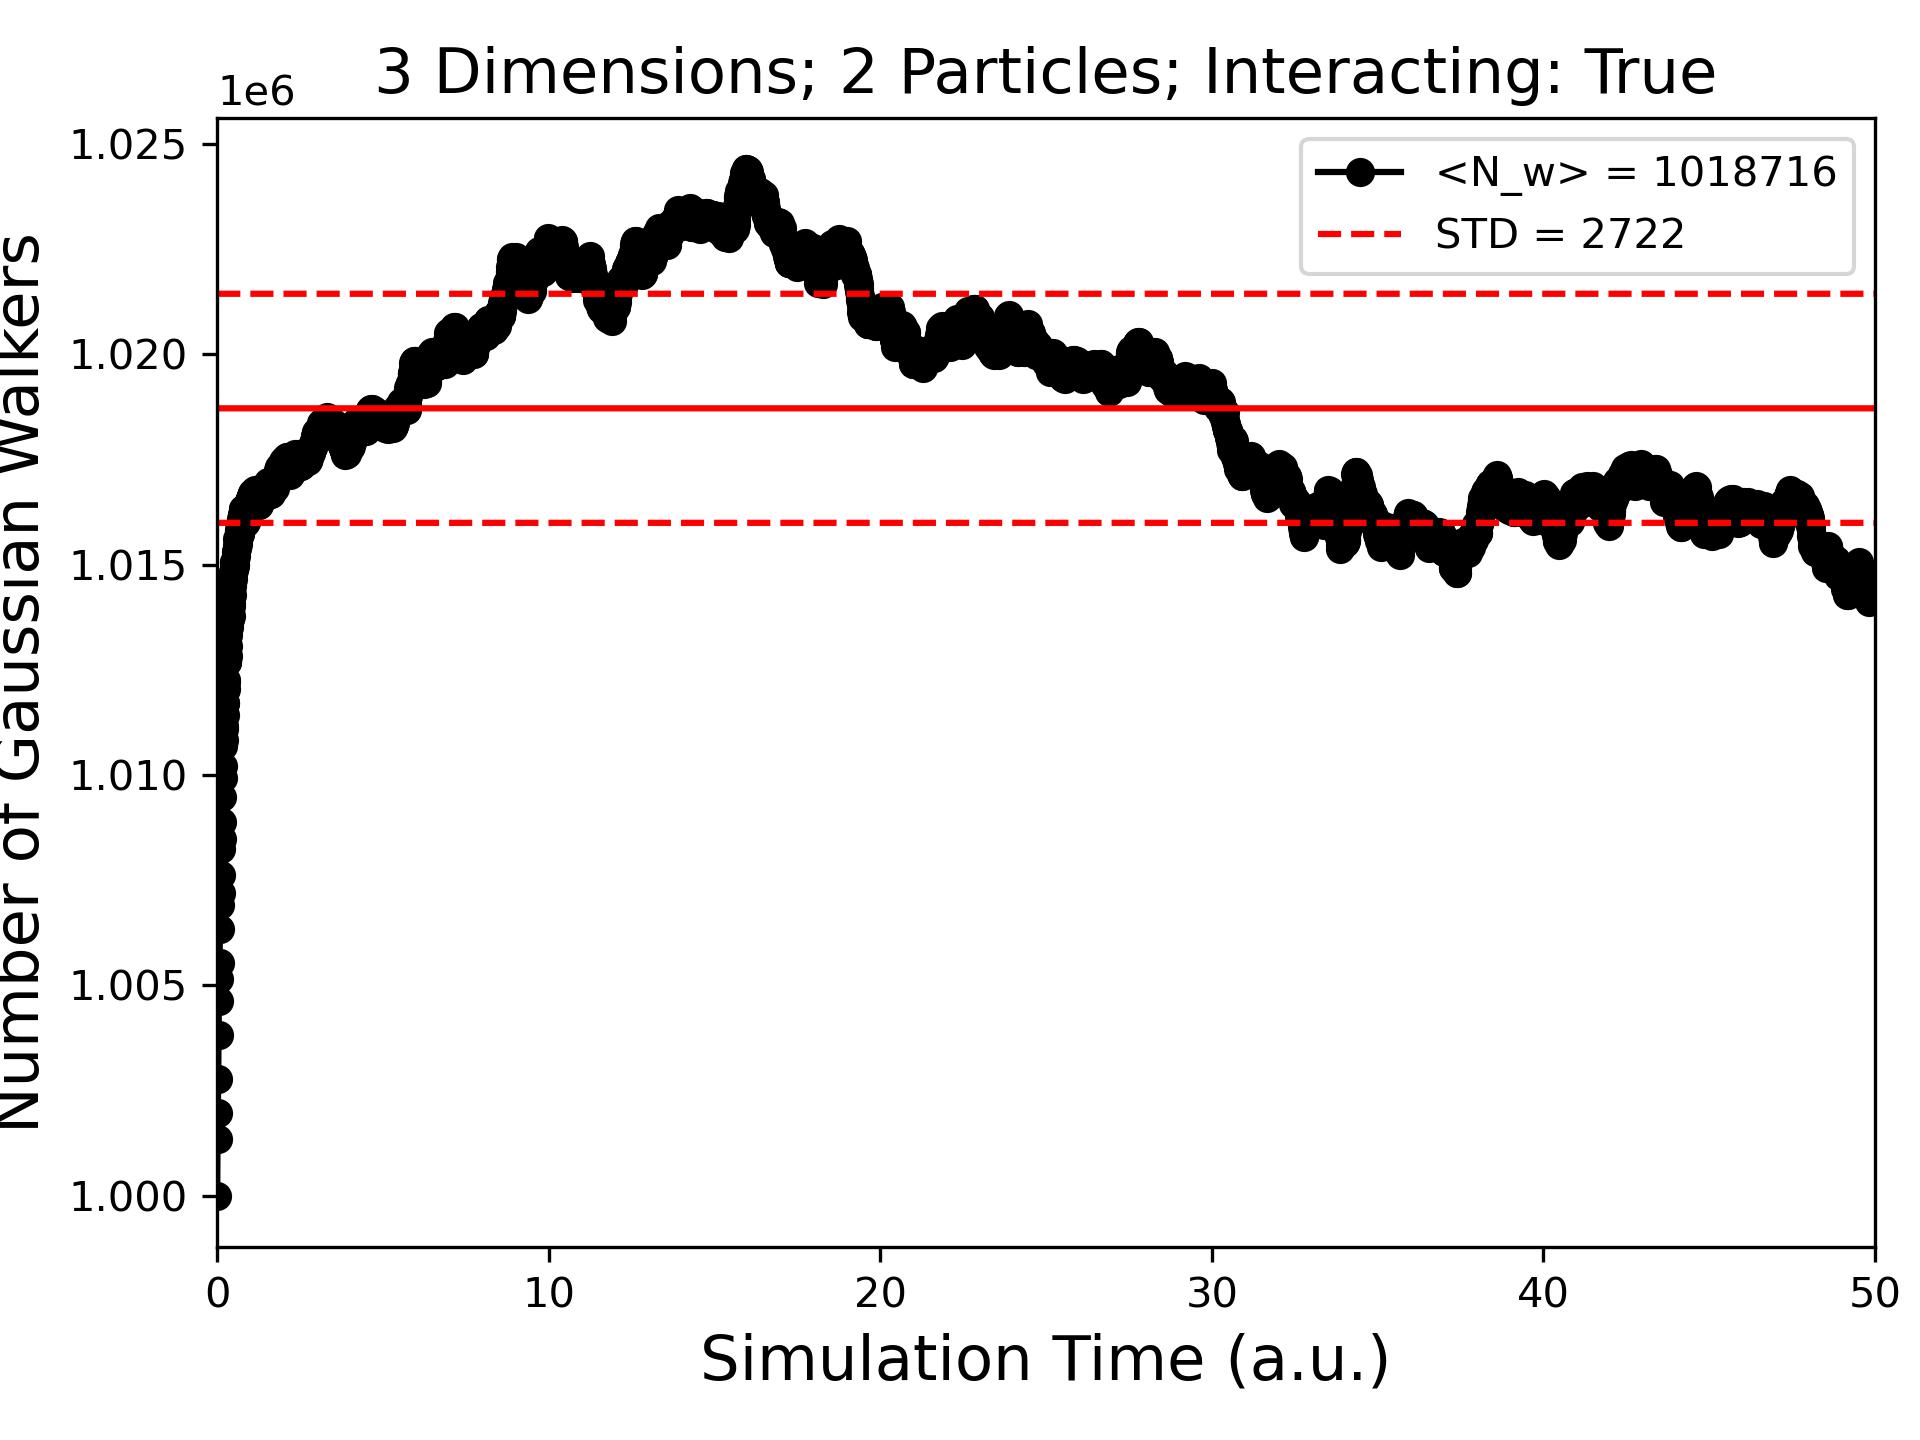 3 Dimensions; 2 Particles; Interacting: True
1e6
<N_w> = 1018716
STD = 2722
Number of Gaussian Walkers
1.025
1.020
1.015
1.010
1.005
1.000
0 10 20 30 40 50
Simulation Time (a.u.)